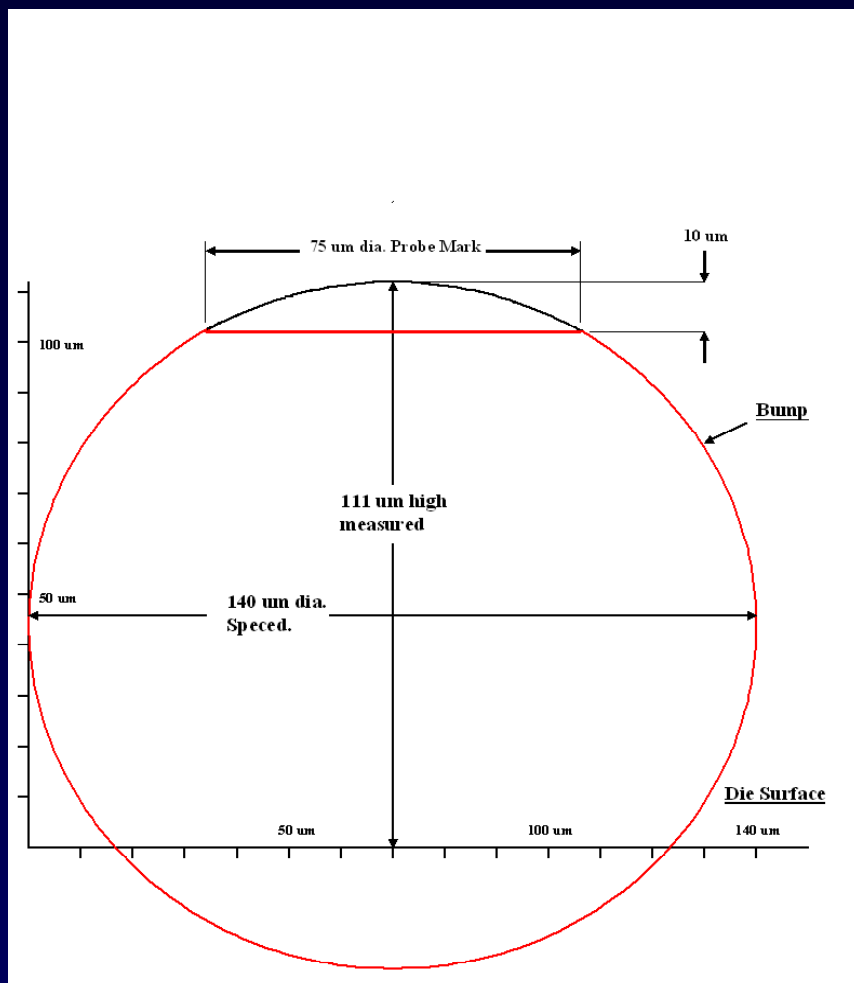 10 um
75 um dia. Probe Mark
100 um
Bump
111 um high
measured
50 um
140 um dia.
Speced.
Die Surface
50 um
100 um
140 um